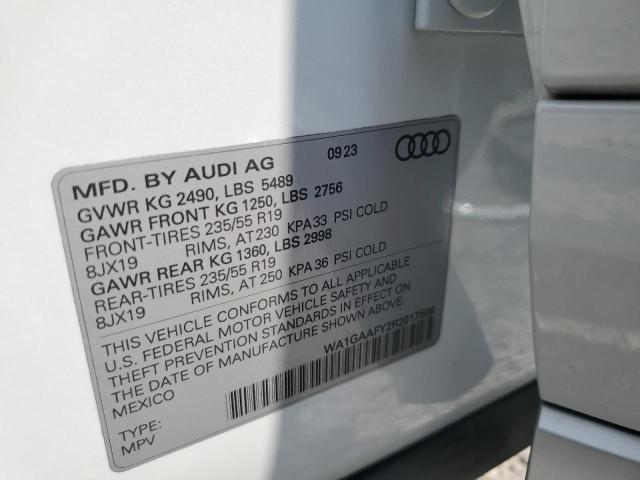 MFD. BY AUDI AG 09 23
GVWR KG 2490, LBS 5489
GAWR FRONT KG 1250, LBS 2756
FRONT-TIRES 235/55 R19
8JX19 RIMS, AT 230 KPA 33 PSI COLD
GAWR REAR KG 1360, LBS 2998
REAR-TIRES 235/55 R19
8JX19 RIMS, AT 250 KPA 36 PSI COLD
THIS VEHICLE CONFORMS TO ALL APPLICABLE
U.S. FEDERAL MOTOR VEHICLE SAFETY AND
THEFT PREVENTION STANDARDS IN EFFECT ON
THE DATE OF MANUFACTURE SHOWN ABOVE.
MEXICO
WA1GAAFY2R2017506
TYPE:
MPV